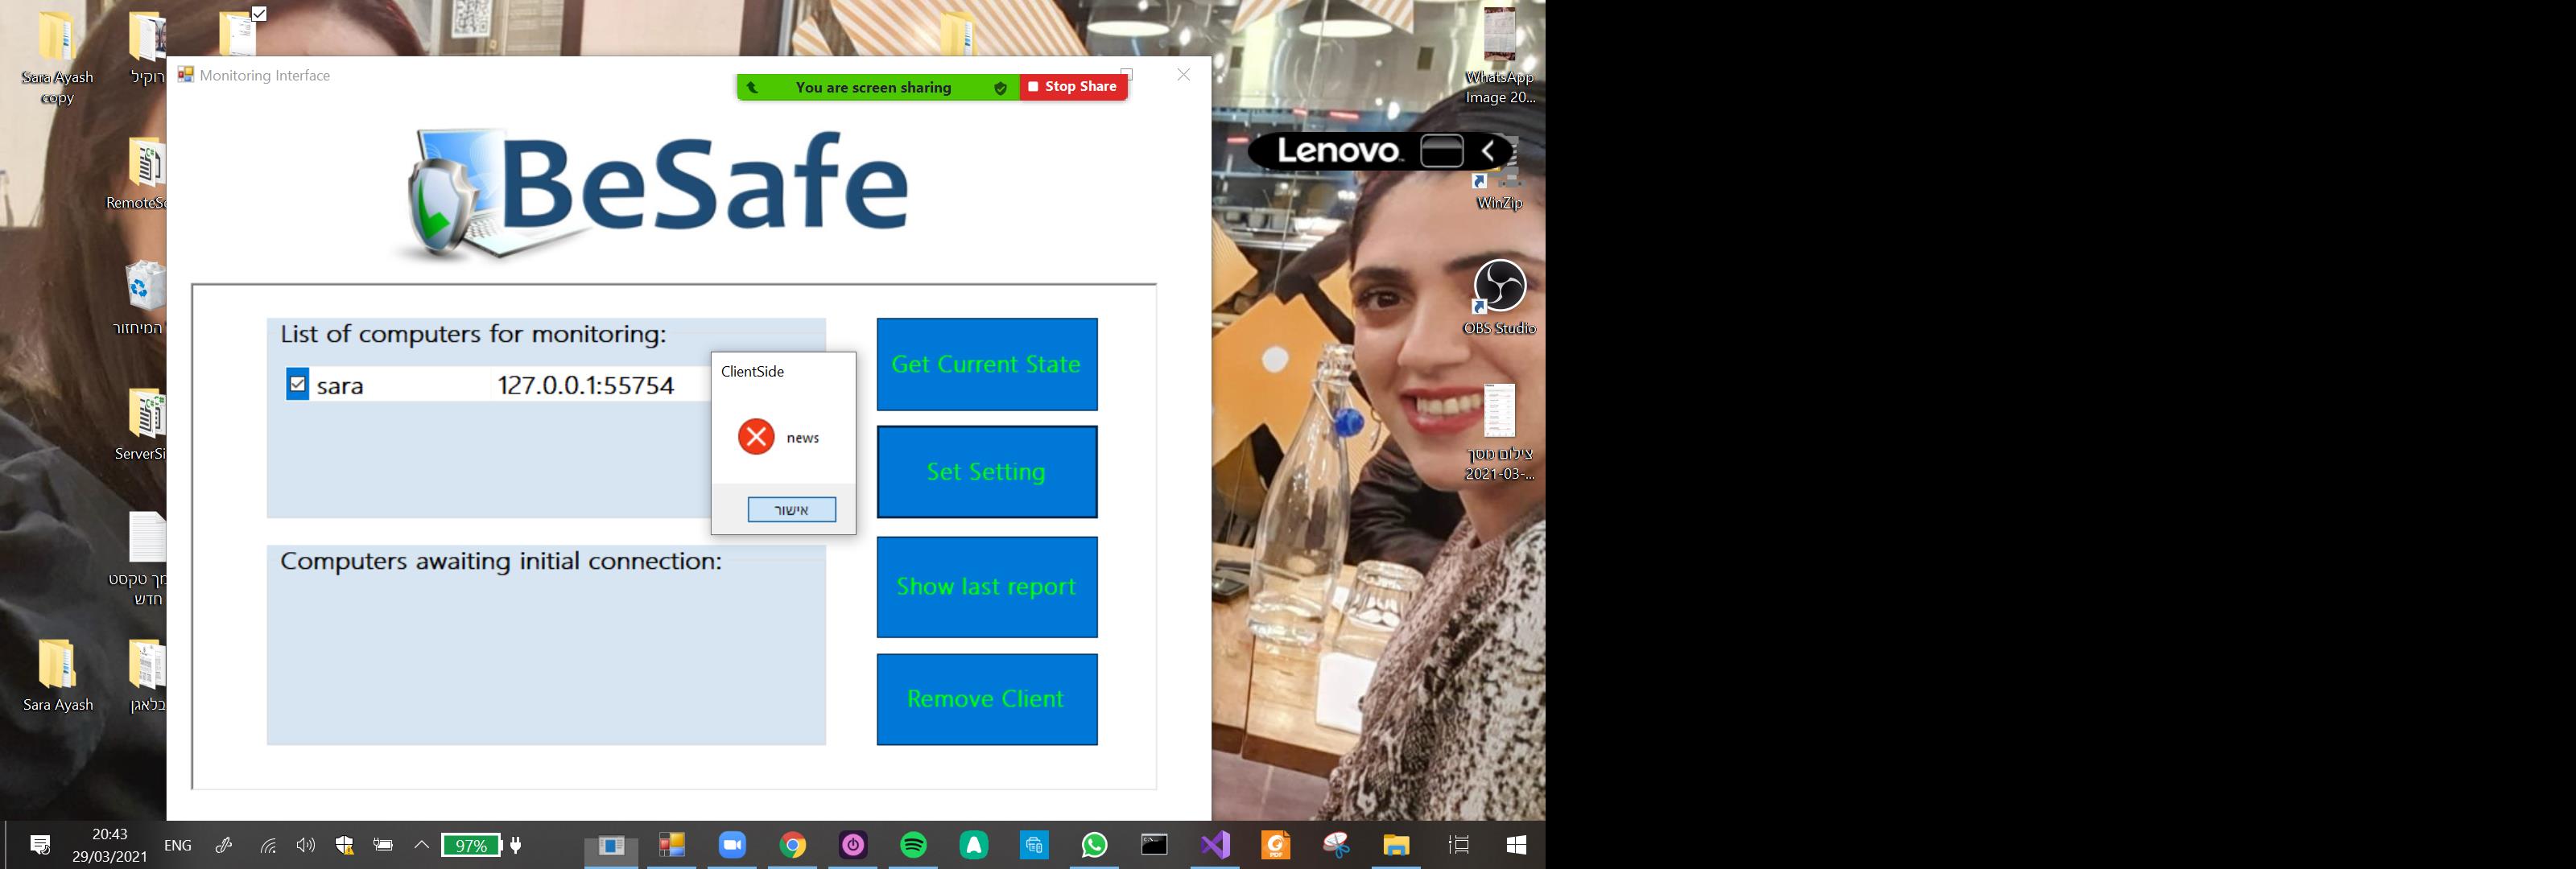 Sara Ayash
copy
רוקיל
WhatsApp
Image 20...
Monitoring Interface
You are screen sharing
Stop Share
BeSafe
Lenovo
RemoteSc
WinZip
List of computers for monitoring:
sara 127.0.0.1:55754
ClientSide
news
אישור
Get Current State
Set Setting
Show last report
Remove Client
Computers awaiting initial connection:
המיחזור
OBS Studio
ServerSi
צילום מסך
2021-03-...
מך טקסט
חדש
Sara Ayash
בלאגן
20:43
29/03/2021
ENG
97%
PDF